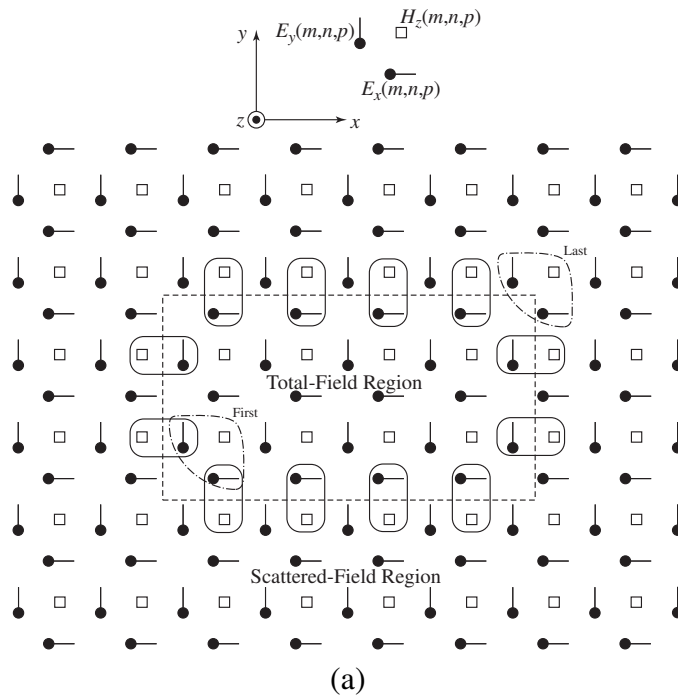 y
E_y(m,n,p)
H_z(m,n,p)
E_x(m,n,p)
z
x
Last
Total-Field Region
First
Scattered-Field Region
(a)